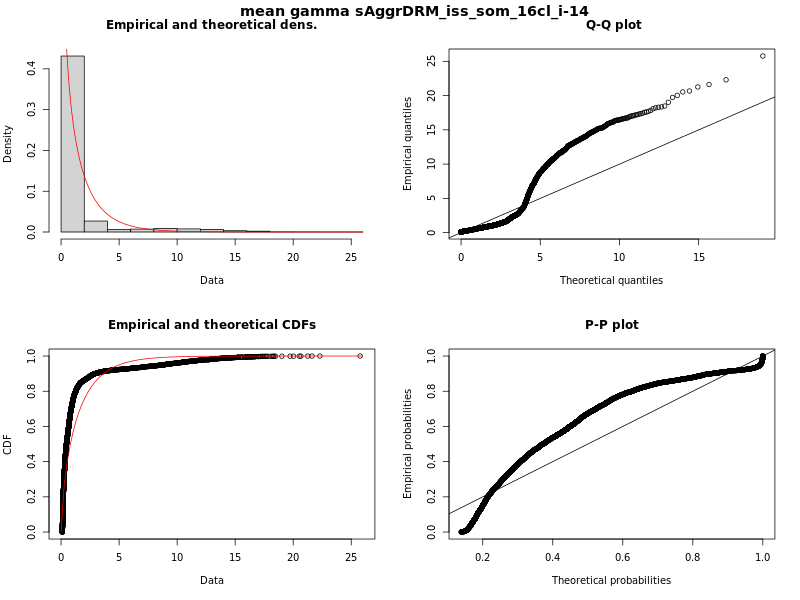 mean gamma sAggrDRM_iss_som_16cl_i-14
Empirical and theoretical dens.
Density
0.0 0.1 0.2 0.3 0.4
0 5 10 15 20 25
Data
Q-Q plot
Empirical quantiles
0 5 10 15 20 25
0 5 10 15
Theoretical quantiles
Empirical and theoretical CDFs
CDF
0.0 0.2 0.4 0.6 0.8 1.0
0 5 10 15 20 25
Data
P-P plot
Empirical probabilities
0.0 0.2 0.4 0.6 0.8 1.0
0.2 0.4 0.6 0.8 1.0
Theoretical probabilities